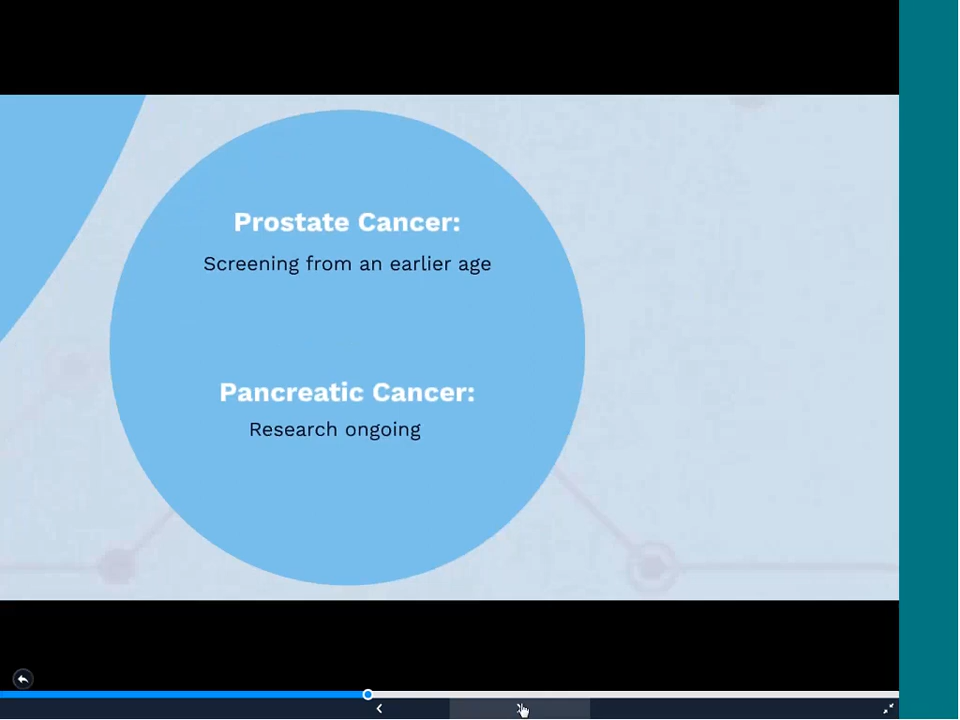 Prostate Cancer:
Screening from an earlier age
Pancreatic Cancer:
Research ongoing